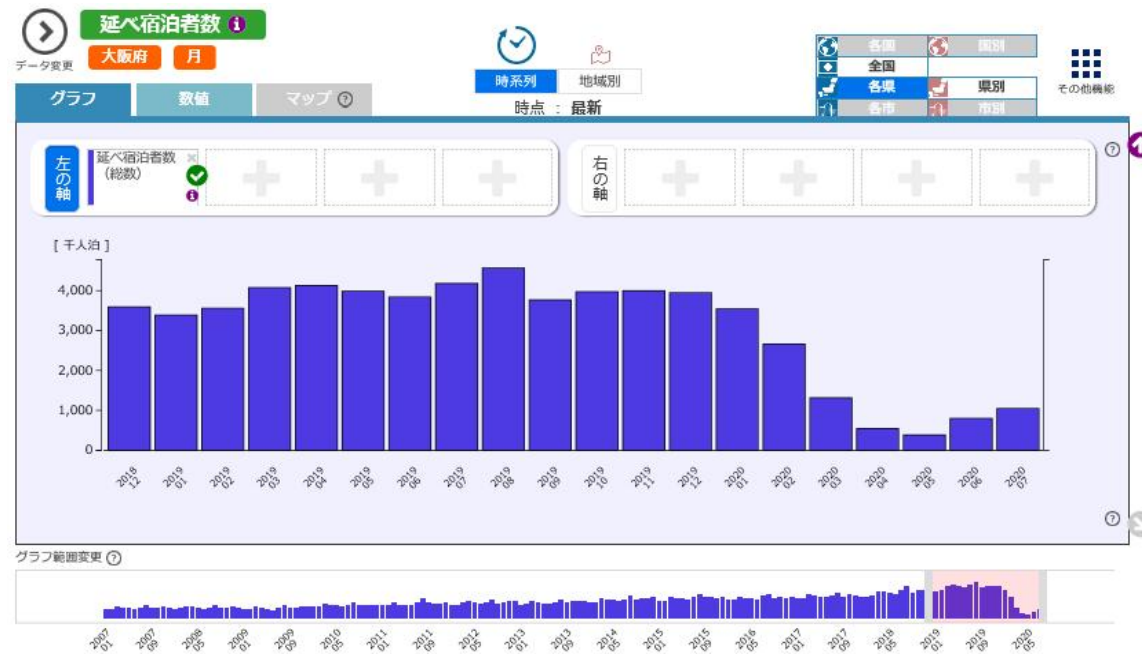 延べ宿泊者数 i
データ変更
大阪府 月
時系列 地域別
時点 : 最新
各国 国別
全国
各県 県別
各市 市別
その他機能
グラフ 数値 マップ ?
左の軸
延べ宿泊者数 ×
(総数)
i
右の軸
?
[ 千人泊 ]
4,000
3,000
2,000
1,000
0
2018 12
2019 01
2019 02
2019 03
2019 04
2019 05
2019 06
2019 07
2019 08
2019 09
2019 10
2019 11
2019 12
2020 01
2020 02
2020 03
2020 04
2020 05
2020 06
2020 07
?
グラフ範囲変更 ?
2007 01
2007 09
2008 05
2009 01
2009 09
2010 05
2011 01
2011 09
2012 05
2013 01
2013 09
2014 05
2015 01
2015 09
2016 05
2017 01
2017 09
2018 05
2019 01
2019 09
2020 05